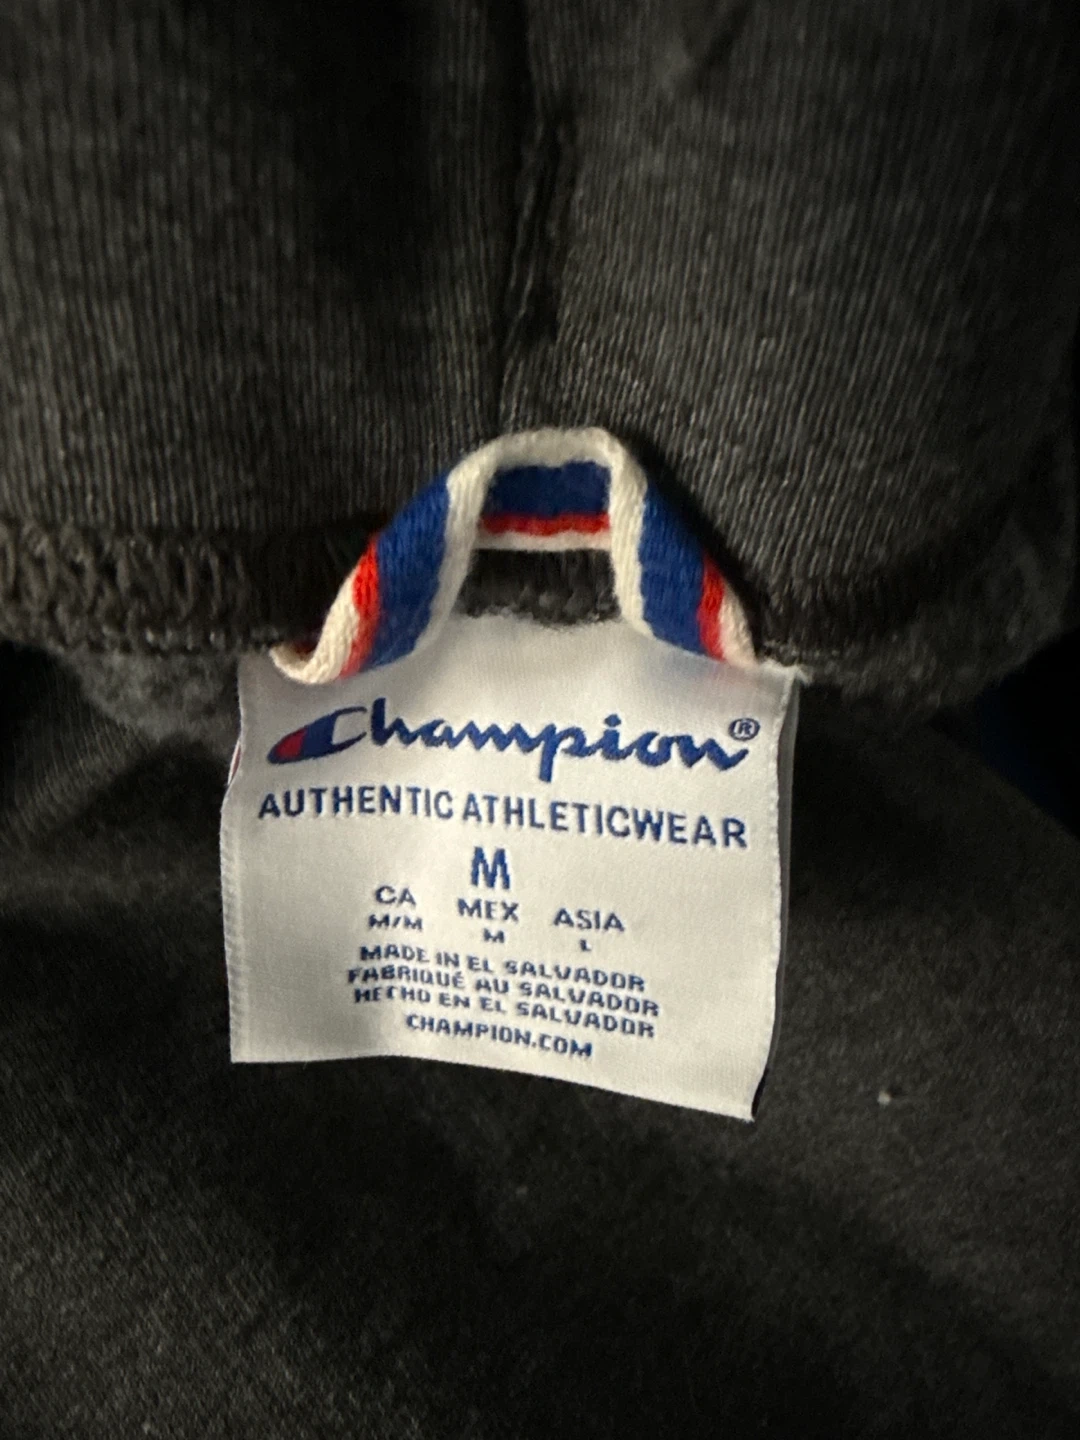 Champion®
AUTHENTIC ATHLETICWEAR
M
CA MEX ASIA
M/M M L
MADE IN EL SALVADOR
FABRIQUÉ AU SALVADOR
HECHO EN EL SALVADOR
CHAMPION.COM